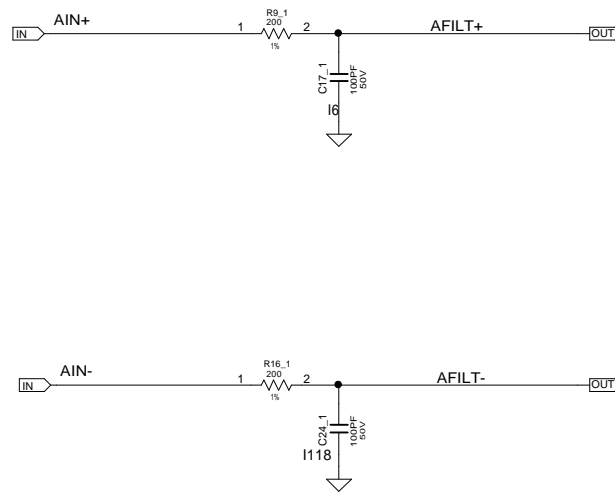 R9_1
AIN+
1
200
2
AFILT+
IN
OUT
1%
C17_1
100PF
50V
I6
R16_1
AIN-
1
200
2
AFILT-
IN
OUT
1%
C24_1
100PF
50V
I118